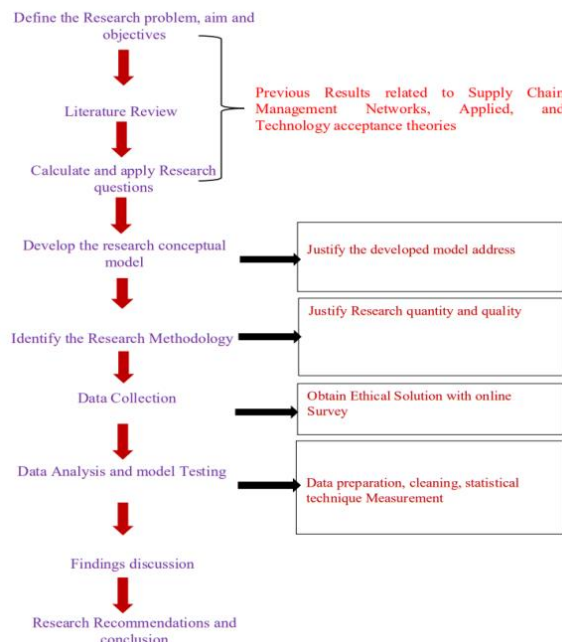 Define the Research problem, aim and
objectives
Previous Results related to Supply Chain
Management Networks, Applied, and
Technology acceptance theories
Literature Review
Calculate and apply Research
questions
Develop the research conceptual
model
Justify the developed model address
Justify Research quantity and quality
Identify the Research Methodology
Data Collection
Obtain Ethical Solution with online
Survey
Data Analysis and model Testing
Data preparation, cleaning, statistical
technique Measurement
Findings discussion
Research Recommendations and
conclusion